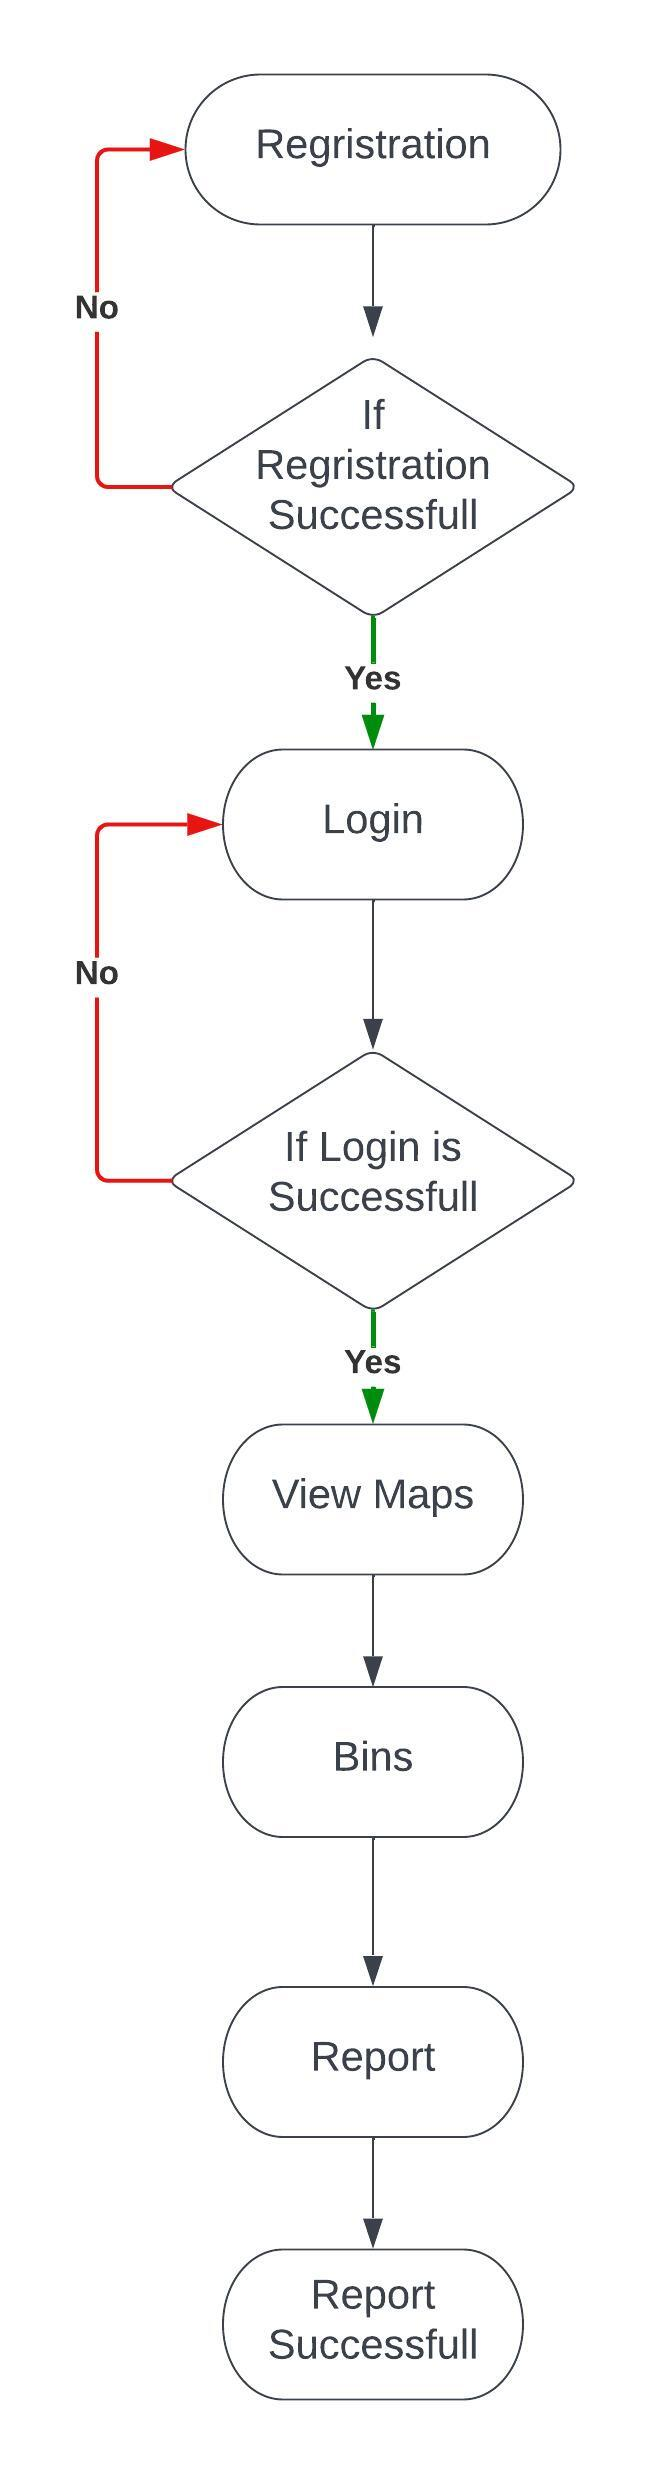 Regristration
No
If
Regristration
Successfull
Yes
Login
No
If Login is
Successfull
Yes
View Maps
Bins
Report
Report
Successfull